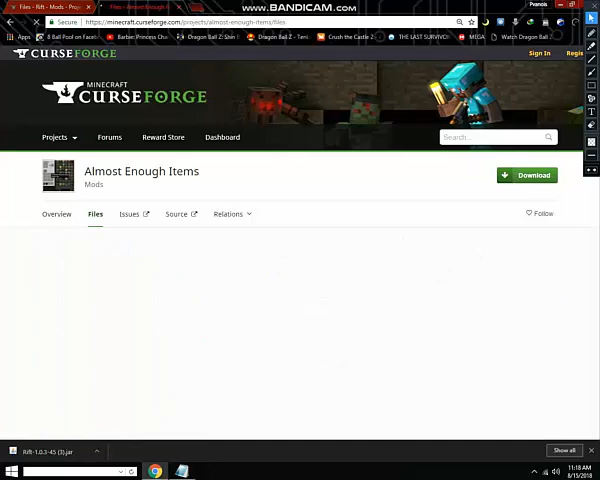 WWW.BANDICAM.COM
Files - Rift - Mods - Proje
Files - Almost Enough I
Prancis
Secure
https://minecraft.curseforge.com/projects/almost-enough-items/files
Apps
8 Ball Pool on Faceb
Barbie: Princess Cha
Dragon Ball Z: Shin
Dragon Ball Z - Ten
Crush the Castle 2
THE LAST SURVIVO
MEGA
Watch Dragon Ball
CURSEFORGE
Sign In
Regis
MINECRAFT
CURSEFORGE
Projects
Forums
Reward Store
Dashboard
Search...
Almost Enough Items
Mods
Download
Overview
Files
Issues
Source
Relations
Follow
Rift-1.0.3-45 (3).jar
Show all
11:18 AM
8/15/2018